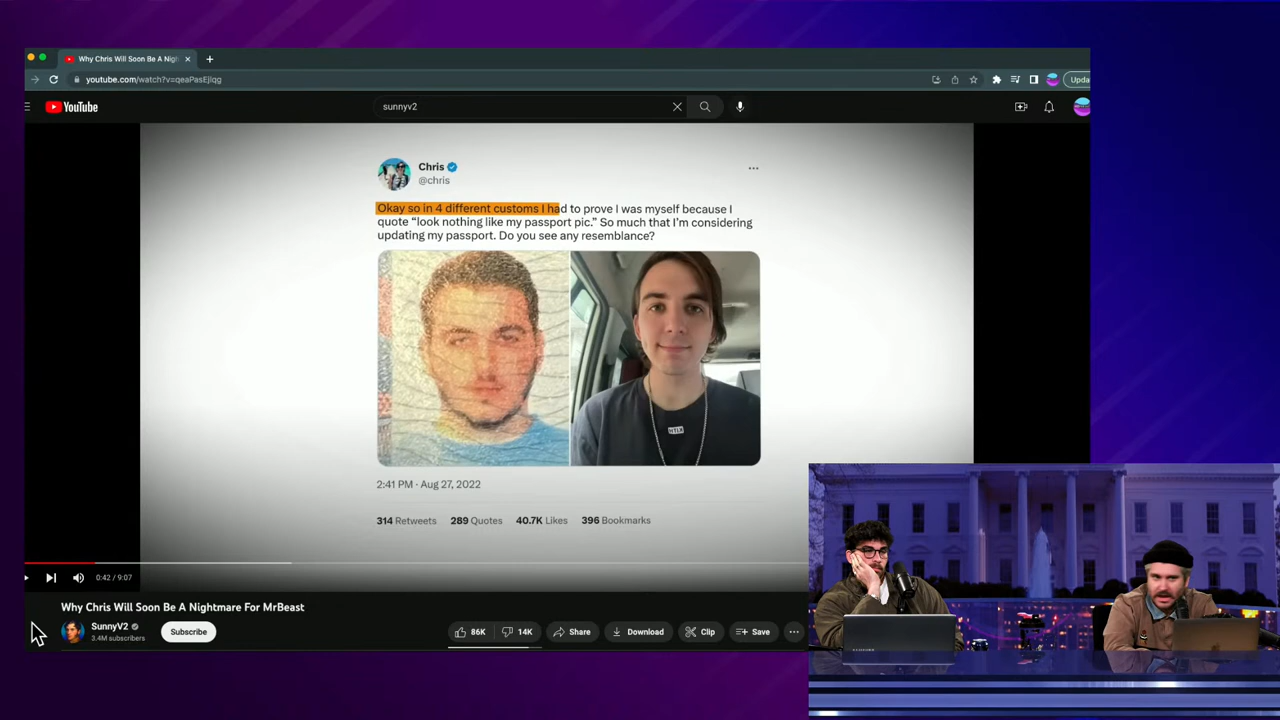 Why Chris Will Soon Be A Nigh
youtube.com/watch?v=qeaPasEjlqg
Upda
YouTube
sunnyv2
Chris
@chris
Okay so in 4 different customs I had to prove I was myself because I
quote “look nothing like my passport pic.” So much that I’m considering
updating my passport. Do you see any resemblance?
2:41 PM · Aug 27, 2022
314 Retweets 289 Quotes 40.7K Likes 396 Bookmarks
0:42 / 9:07
Why Chris Will Soon Be A Nightmare For MrBeast
SunnyV2
3.4M subscribers
Subscribe
86K
14K
Share
Download
Clip
Save